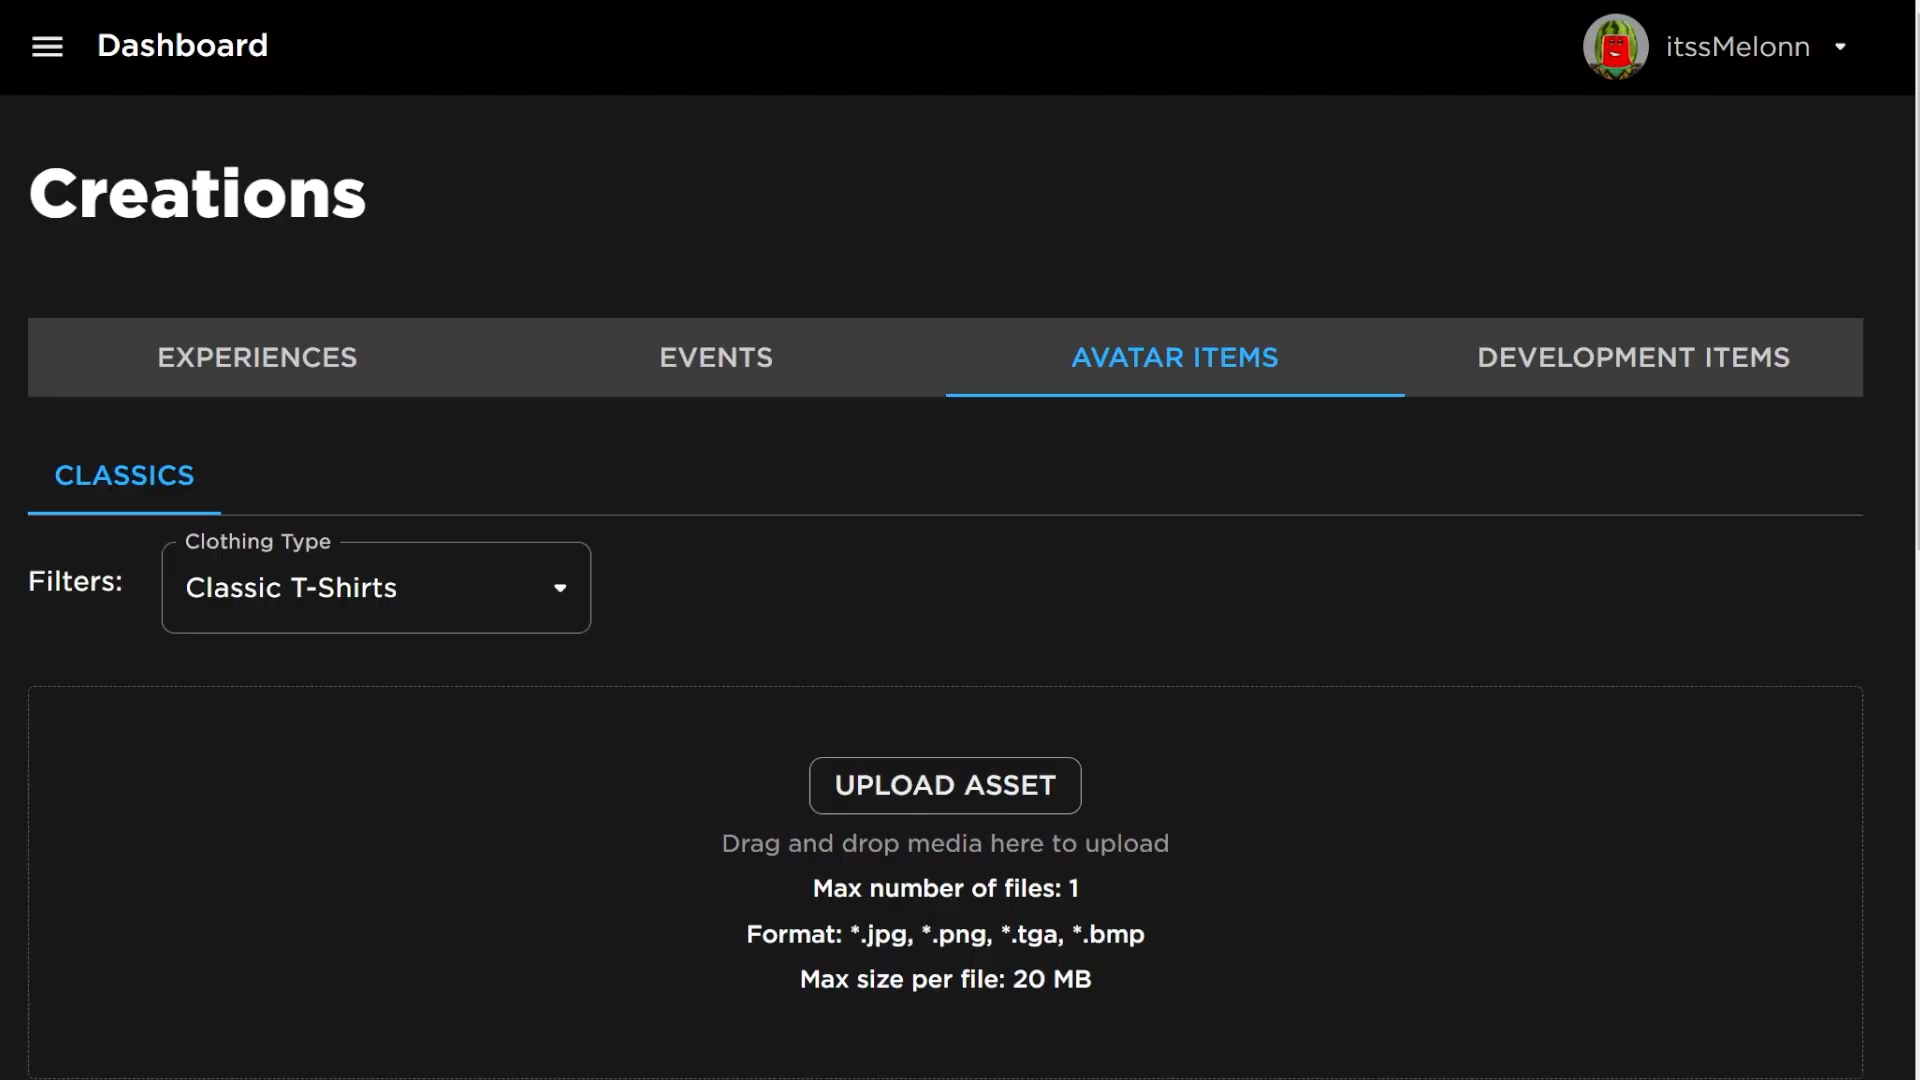 Dashboard
itssMelonn
Creations
EXPERIENCES
EVENTS
AVATAR ITEMS
DEVELOPMENT ITEMS
CLASSICS
Filters:
Clothing Type
Classic T-Shirts
UPLOAD ASSET
Drag and drop media here to upload
Max number of files: 1
Format: *.jpg, *.png, *.tga, *.bmp
Max size per file: 20 MB